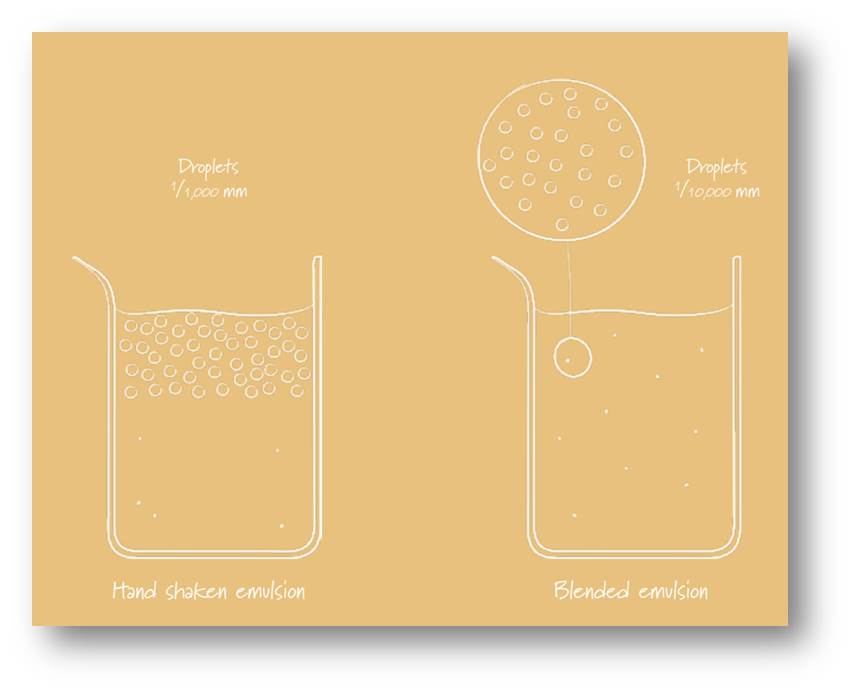 Droplets
1/1,000 mm
Droplets
1/10,000 mm
Hand shaken emulsion
Blended emulsion